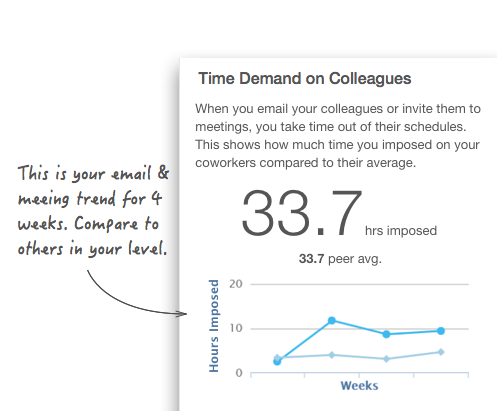 Time Demand on Colleagues
When you email your colleagues or invite them to
meetings, you take time out of their schedules.
This shows how much time you imposed on your
coworkers compared to their average.
This is your email &
meeing trend for 4
weeks. Compare to
others in your level.
33.7 hrs imposed
33.7 peer avg.
Hours Imposed
20
10
0
Weeks